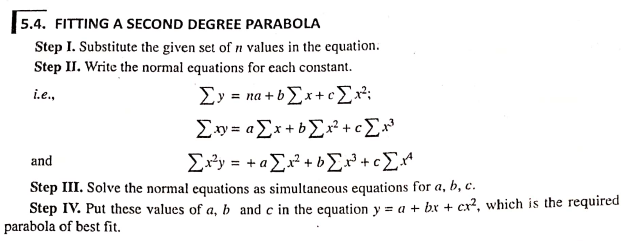 5.4. FITTING A SECOND DEGREE PARABOLA
Step I. Substitute the given set of n values in the equation.
Step II. Write the normal equations for each constant.
i.e., ∑y = na + b∑x + c∑x²;
∑xy = a∑x + b∑x² + c∑x³
and ∑x²y = + a∑x² + b∑x³ + c∑x⁴
Step III. Solve the normal equations as simultaneous equations for a, b, c.
Step IV. Put these values of a, b and c in the equation y = a + bx + cx², which is the required
parabola of best fit.